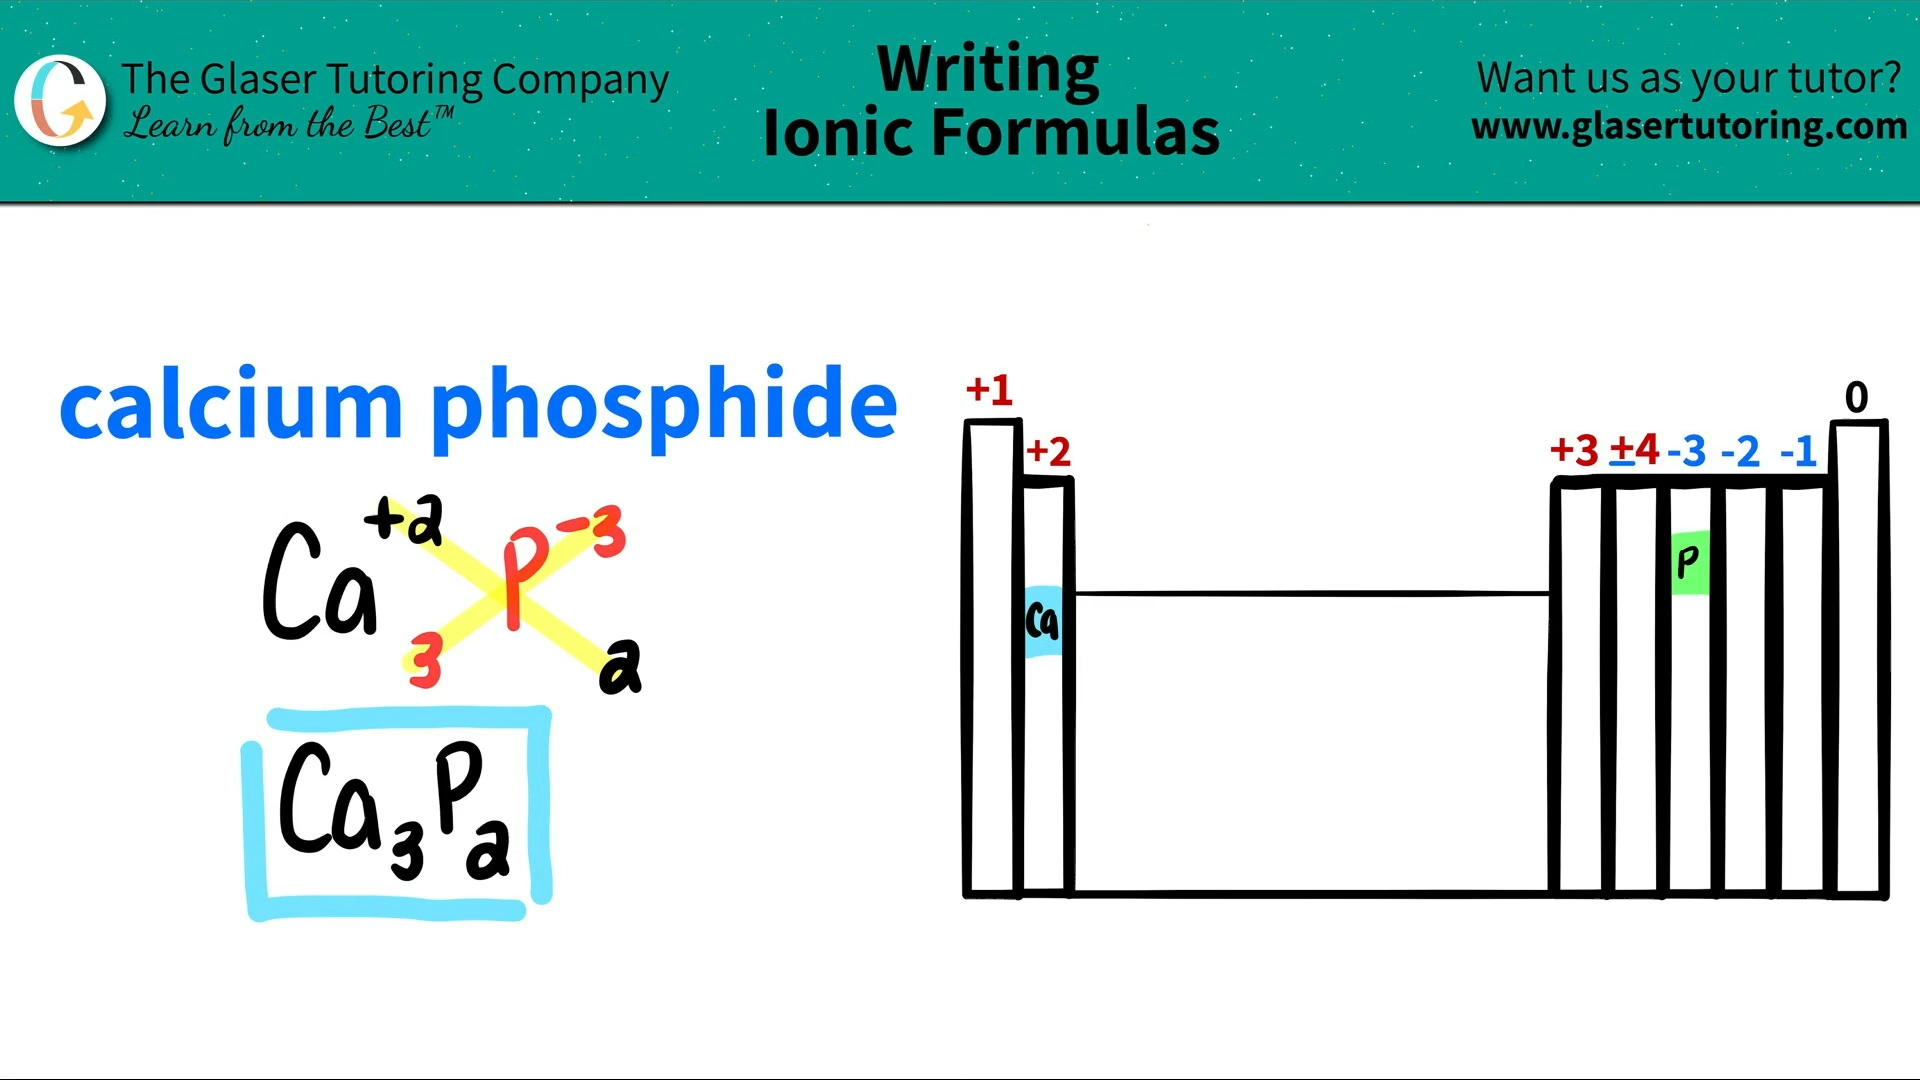 The Glaser Tutoring Company
Learn from the Best™
Writing
Ionic Formulas
Want us as your tutor?
www.glasertutoring.com
calcium phosphide
Ca+2 P-3
3 2
Ca3P2
+1
+2
+3 ±4 -3 -2 -1
0
P
Ca